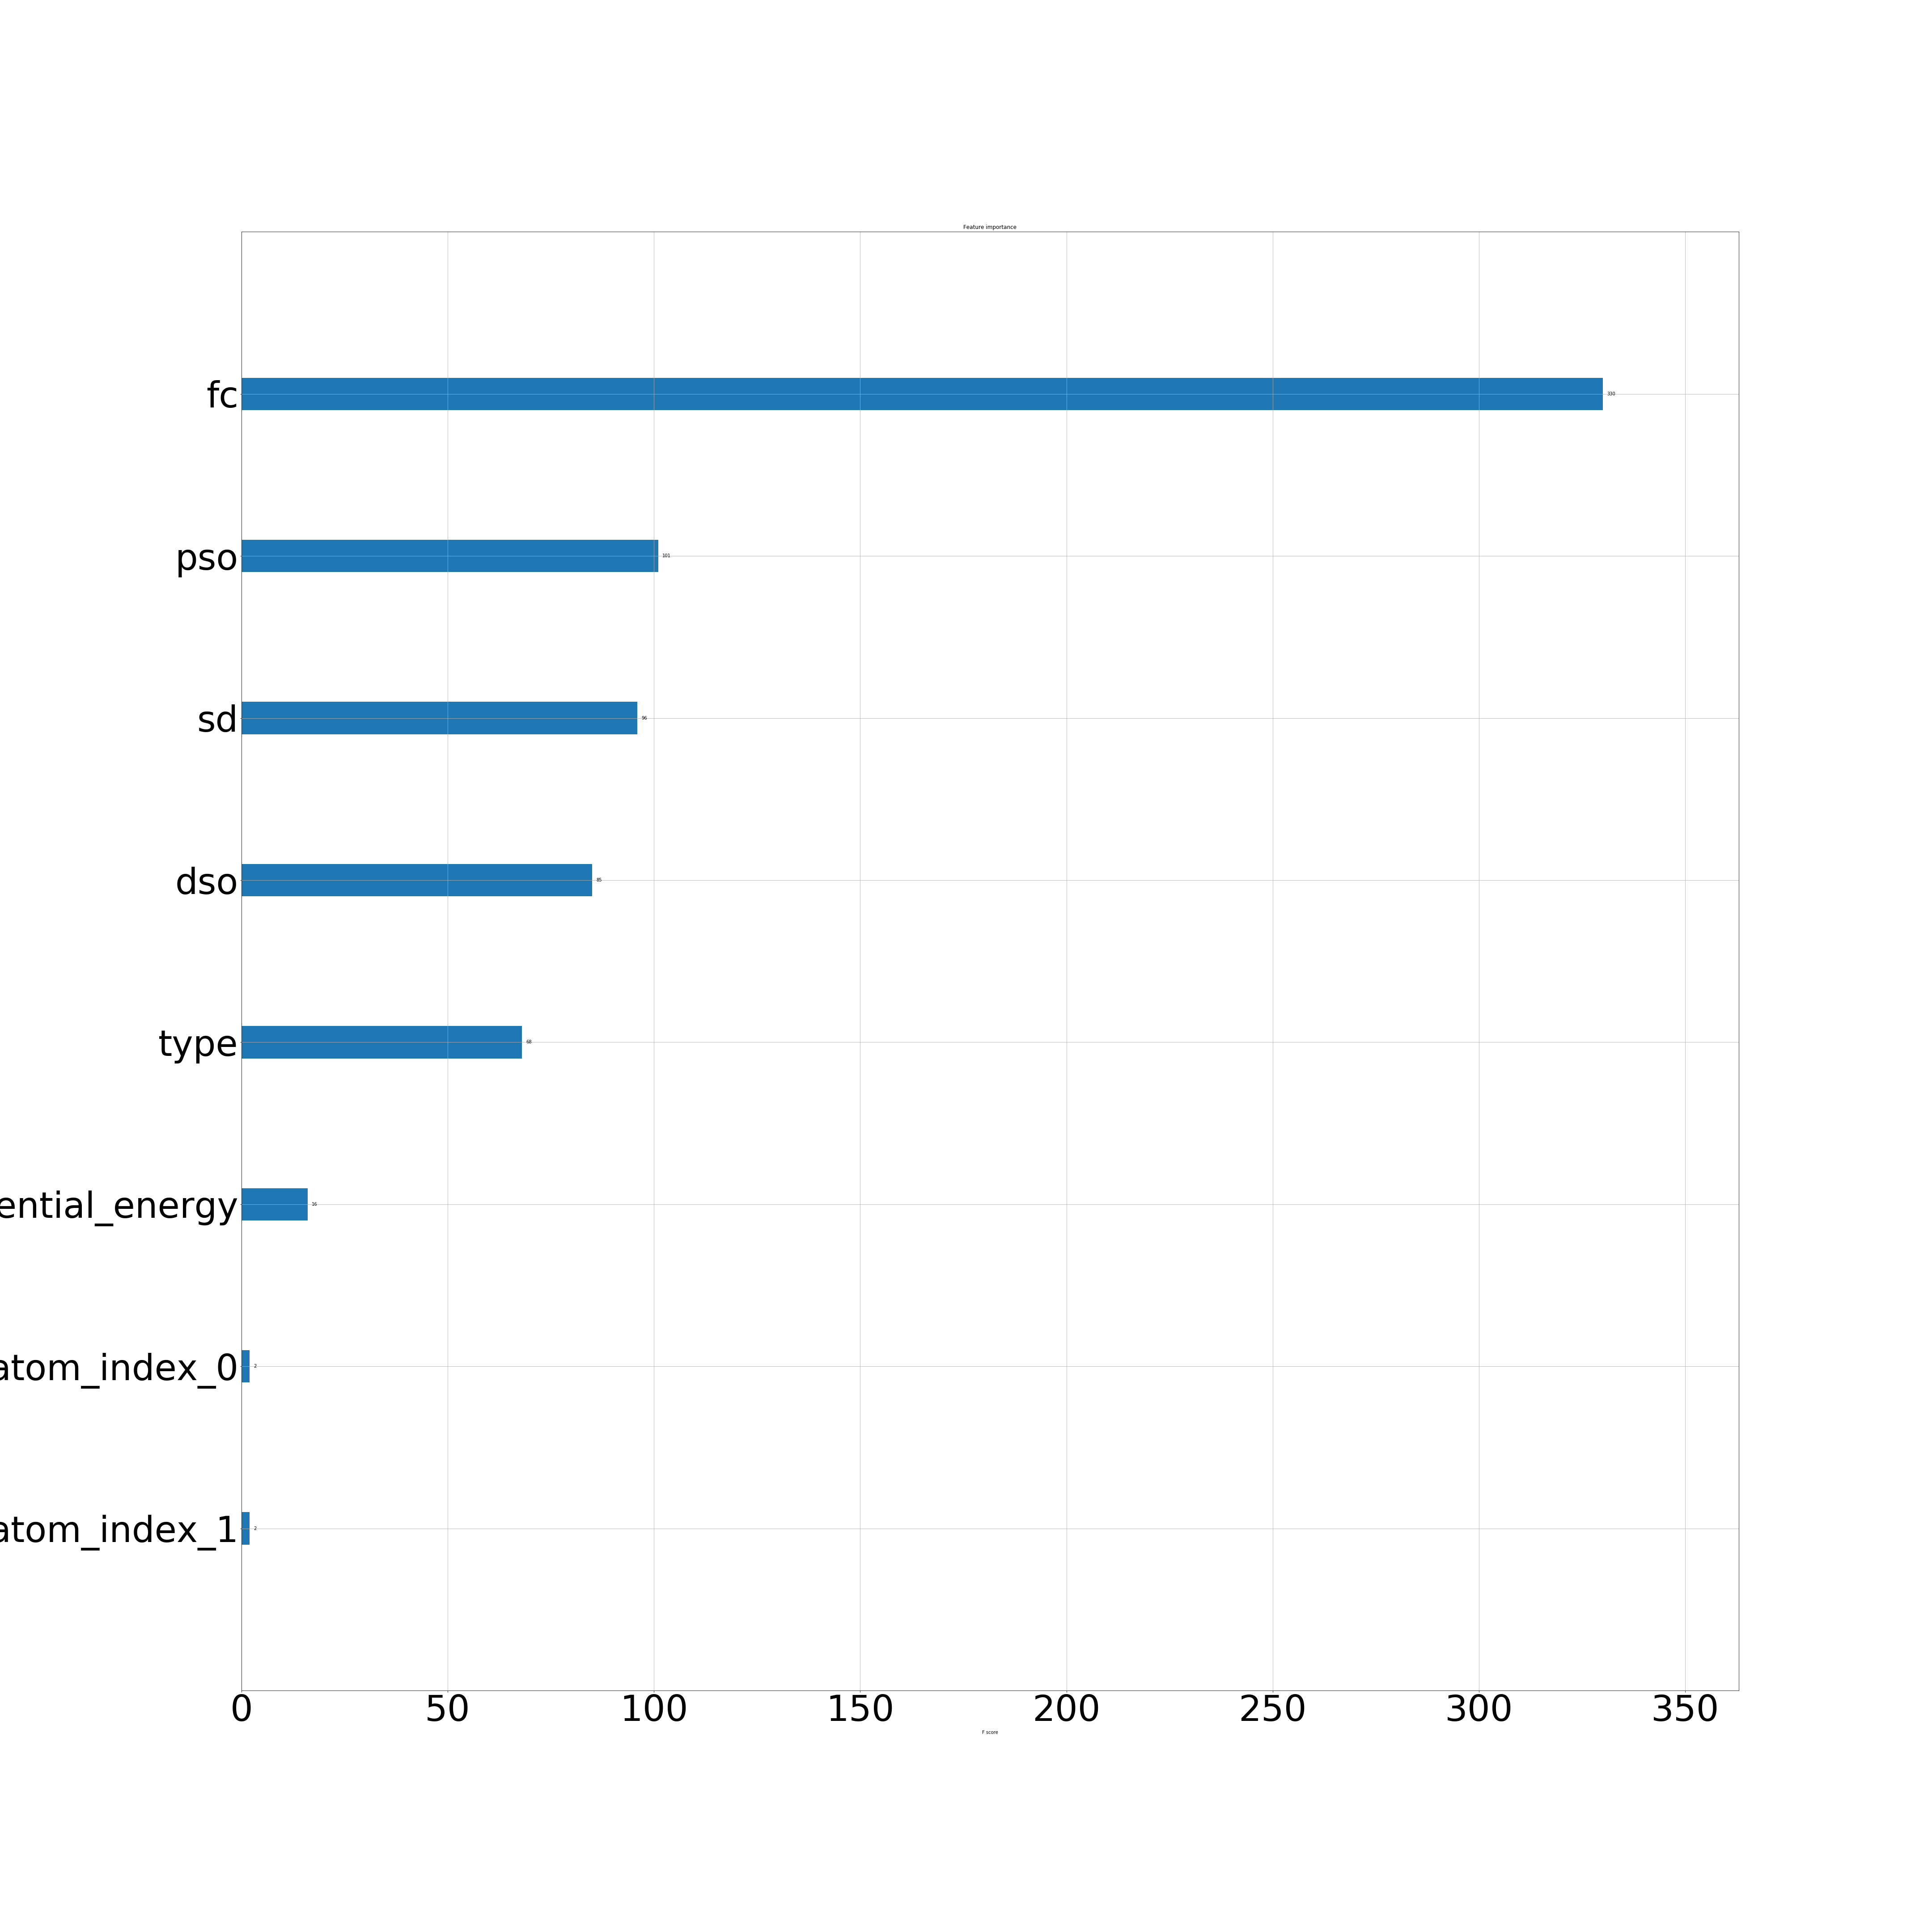 Feature importance
fc
330
pso
101
sd
96
dso
85
type
68
ential_energy
16
atom_index_0
2
atom_index_1
2
0 50 100 150 200 250 300 350
F score